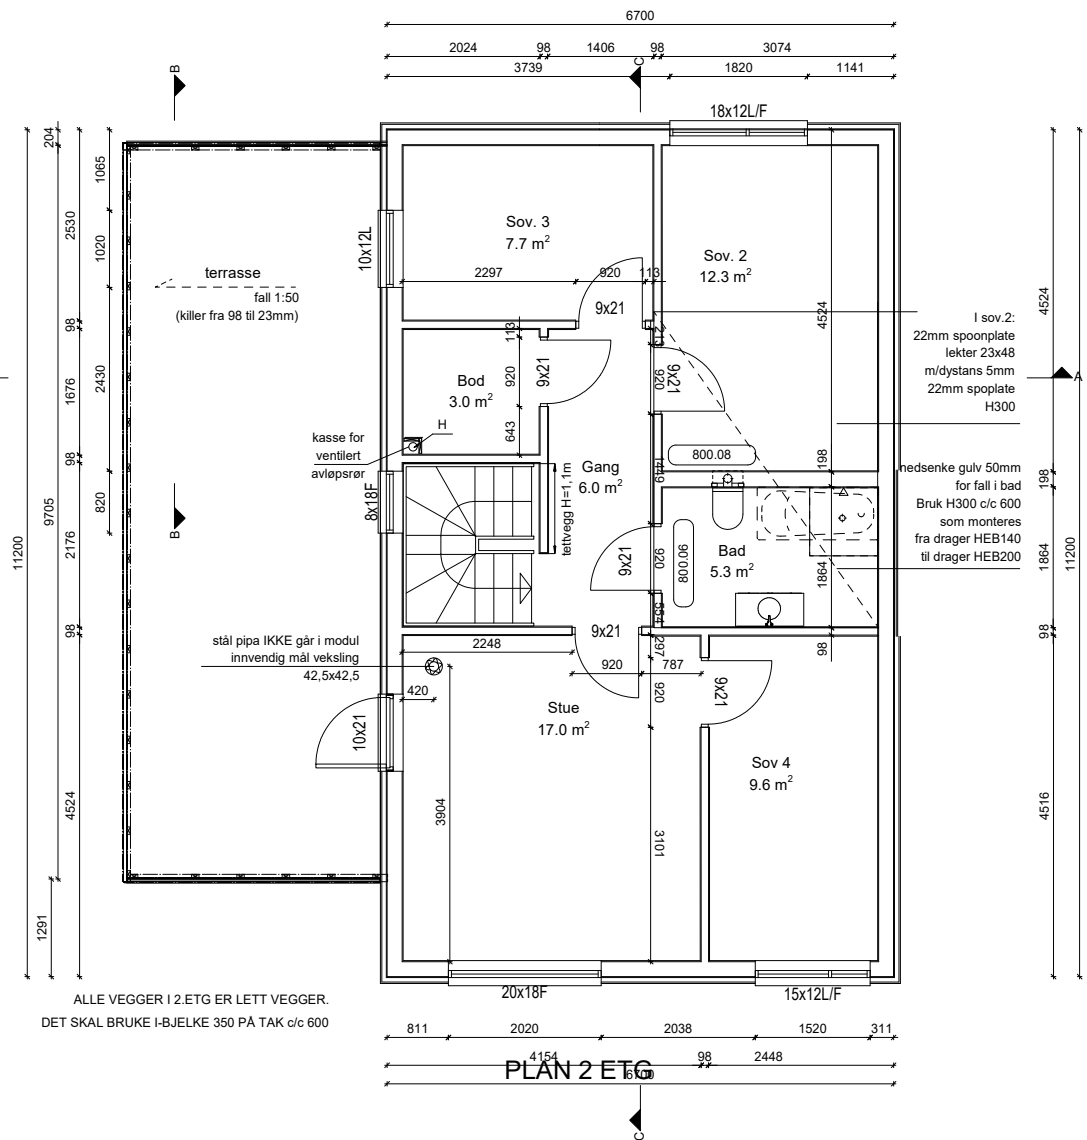 6700
2024 98 1406 98 3074
3739 1820 1141
B
C
18x12L/F
204
1065
2530
1020
10x12L
Sov. 3
7.7 m²
Sov. 2
12.3 m²
terrasse
fall 1:50
(killer fra 98 til 23mm)
2297 920 113
9x21
4524
4524
I sov.2:
22mm spoonplate
lekter 23x48
m/dystans 5mm
22mm spoplate
H300
A
98
1676
98
2430
113
920
643
9x21
Bod
3.0 m²
H
kasse for
ventilert
avløpsrør
213
920
9x21
1449
800.08
198
198
Gang
6.0 m²
tettvegg H=1,1m
8x18F
820
B
9705
11200
2176
nedsenke gulv 50mm
for fall i bad
Bruk H300 c/c 600
som monteres
fra drager HEB140
til drager HEB200
900.08
Bad
5.3 m²
9x21
920
554
1864
1864
11200
98
98
98
stål pipa IKKE går i modul
innvendig mål veksling
42,5x42,5
2248
9x21
297
920 787
420
920
9x21
10x21
Stue
17.0 m²
Sov 4
9.6 m²
4524
3904
3101
4516
1291
ALLE VEGGER I 2.ETG ER LETT VEGGER.
DET SKAL BRUKE I-BJELKE 350 PÅ TAK c/c 600
20x18F
15x12L/F
811 2020 2038 1520 311
4154 98 2448
PLAN 2 ETG
6700
C